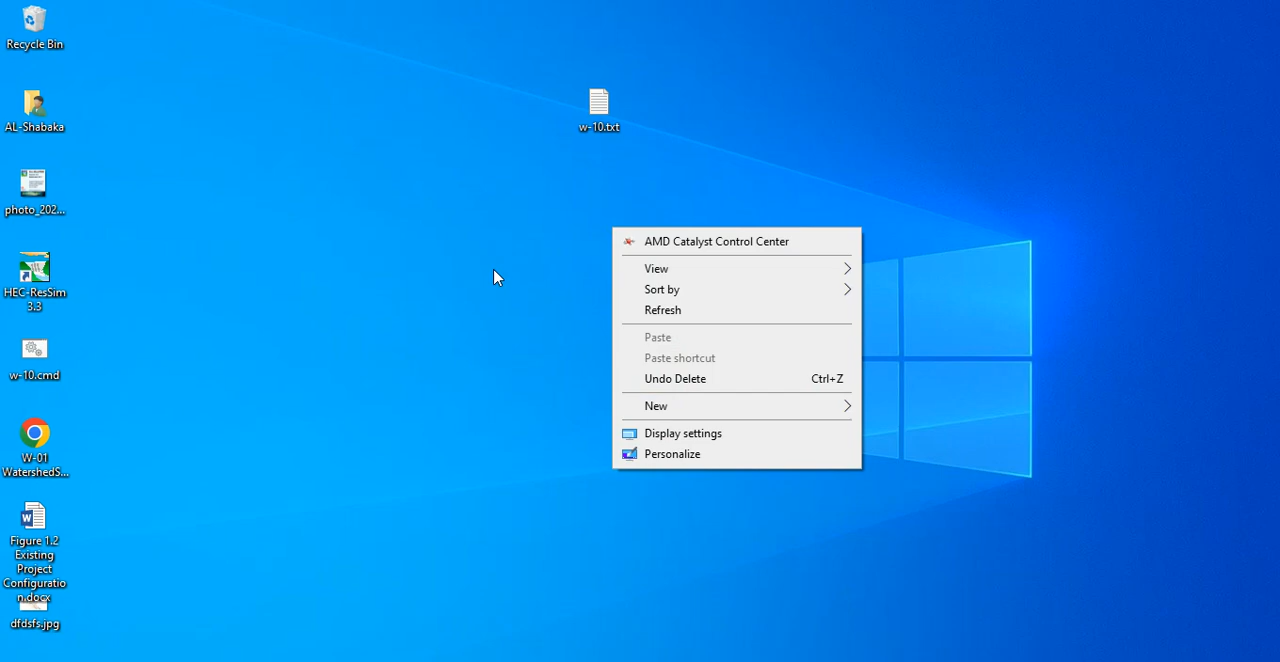 Recycle Bin
AL-Shabaka
photo_202...
HEC-ResSim
3.3
w-10.cmd
W-01
WatershedS...
Figure 1.2
Existing
Project
Configuratio
n.docx
dfdsfs.jpg
w-10.txt
AMD Catalyst Control Center
View
Sort by
Refresh
Paste
Paste shortcut
Undo Delete Ctrl+Z
New
Display settings
Personalize